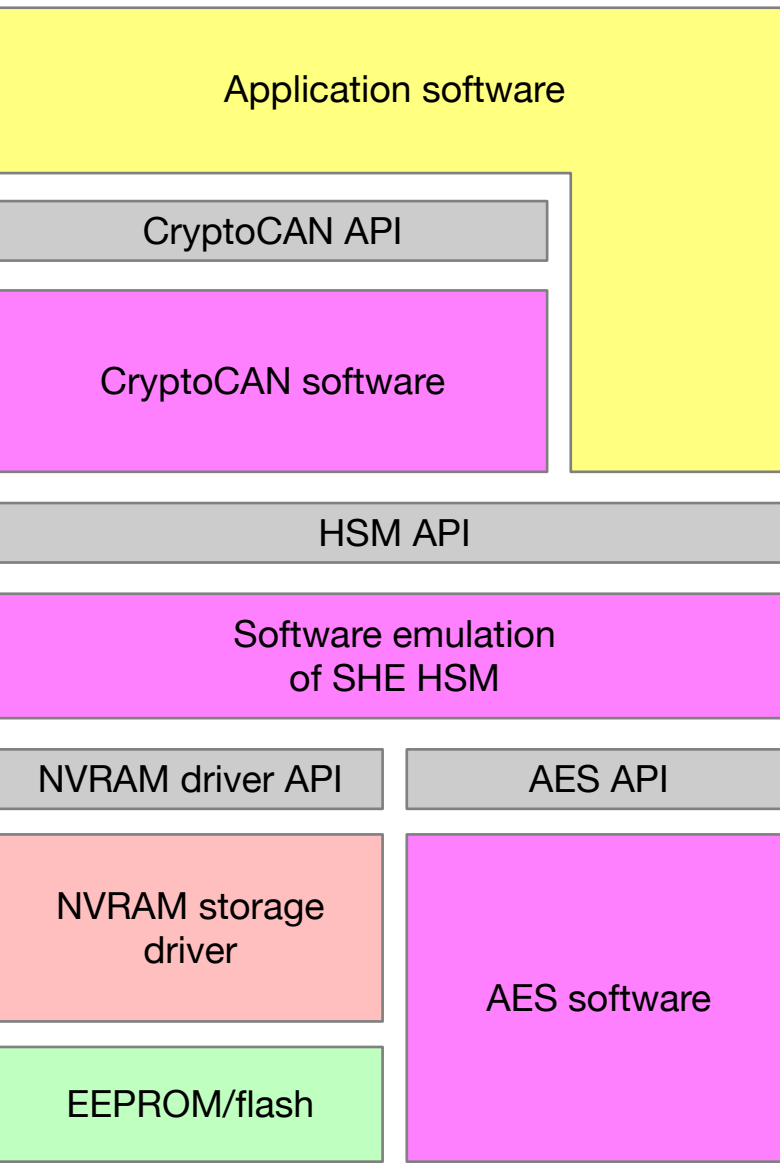 Application software
CryptoCAN API
CryptoCAN software
HSM API
Software emulation
of SHE HSM
NVRAM driver API
AES API
NVRAM storage
driver
AES software
EEPROM/flash